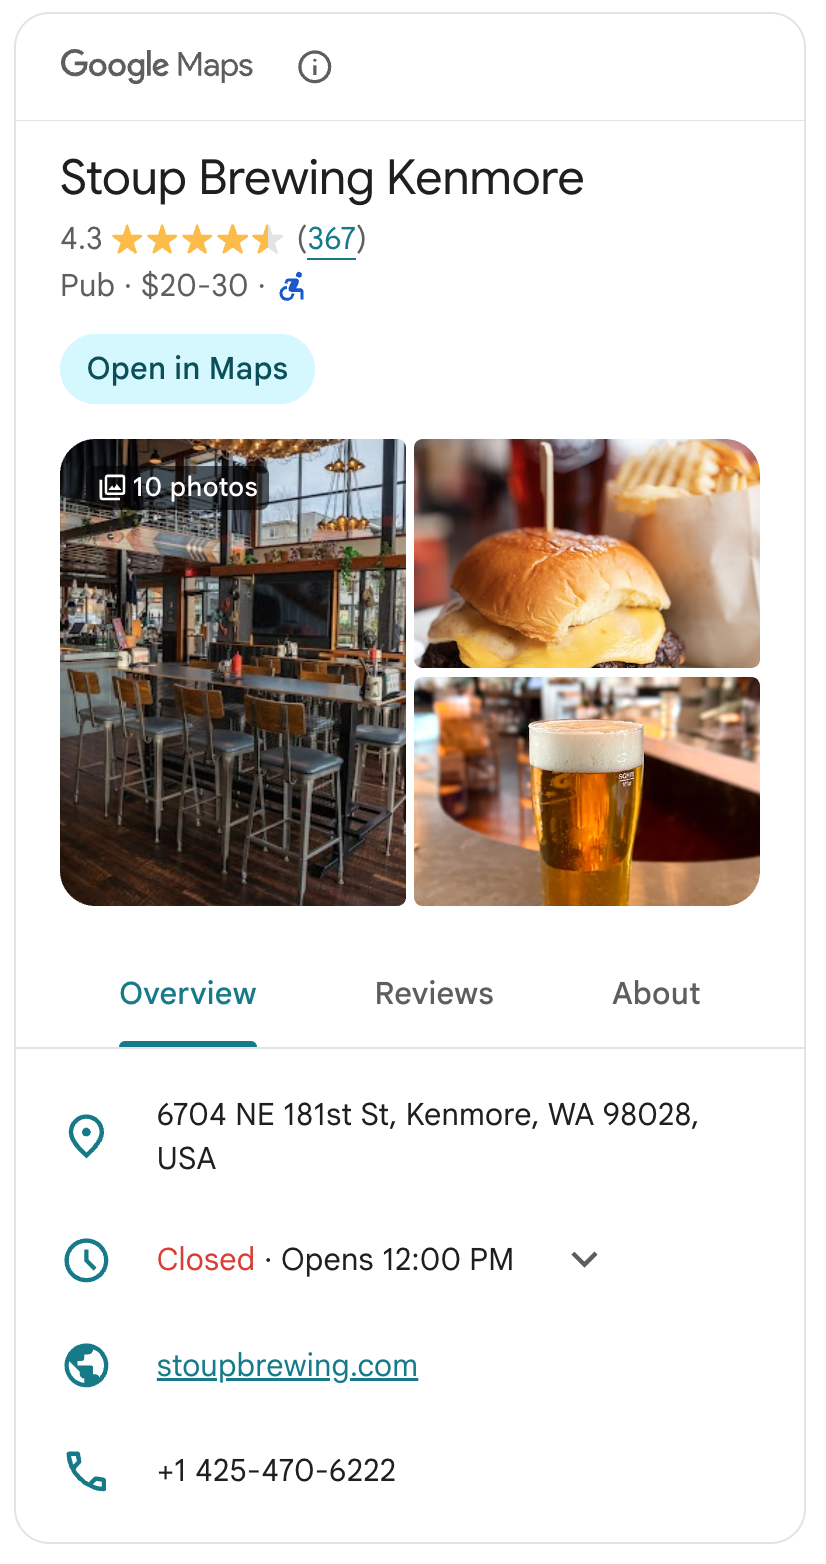 Google Maps
Stoup Brewing Kenmore
4.3 (367)
Pub · $20-30 ·
Open in Maps
10 photos
Overview Reviews About
6704 NE 181st St, Kenmore, WA 98028,
USA
Closed · Opens 12:00 PM
stoupbrewing.com
+1 425-470-6222